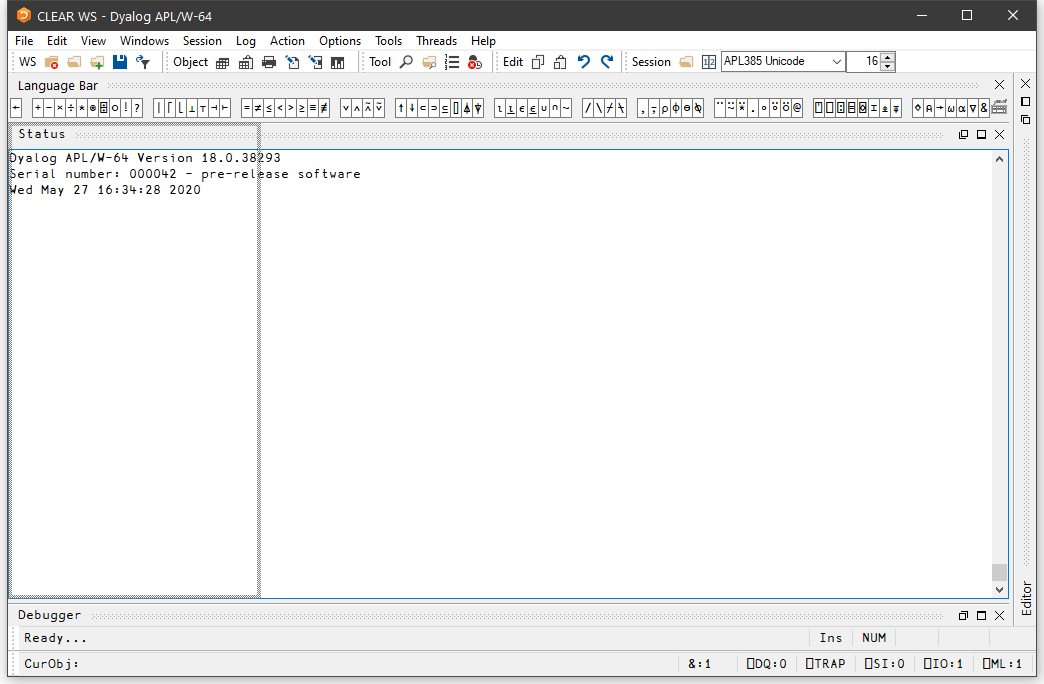 CLEAR WS - Dyalog APL/W-64
File Edit View Windows Session Log Action Options Tools Threads Help
WS Object Tool Edit Session APL385 Unicode 16
Language Bar
Status
Dyalog APL/W-64 Version 18.0.38293
Serial number: 000042 - pre-release software
Wed May 27 16:34:28 2020
Editor
Debugger
Ready... Ins NUM
CurObj: &:1 ⎕DQ:0 ⎕TRAP ⎕SI:0 ⎕IO:1 ⎕ML:1